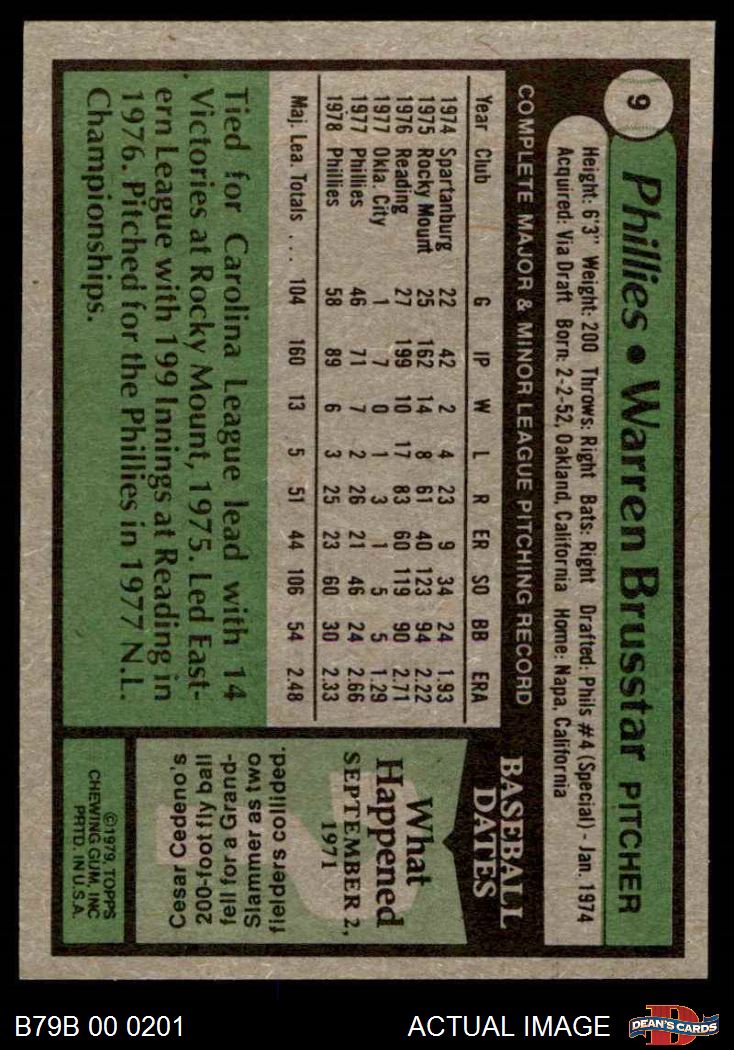 9
Phillies • Warren Brusstar PITCHER
Height: 6'3" Weight: 200 Throws: Right Bats: Right Drafted: Phils #4 (Special) - Jan. 1974
Acquired: Via Draft Born: 2-2-52, Oakland, California Home: Napa, California
COMPLETE MAJOR & MINOR LEAGUE PITCHING RECORD
Year Club G IP W L R ER SO BB ERA
1974 Spartanburg 22 42 2 4 23 9 34 24 1.93
1975 Rocky Mount 25 162 14 8 61 40 123 94 2.22
1976 Reading 27 199 10 17 83 60 119 90 2.71
1977 Okla. City 1 7 0 1 3 1 5 5 1.29
1977 Phillies 46 71 7 2 26 21 46 24 2.66
1978 Phillies 58 89 6 3 25 23 60 30 2.33
Maj. Lea. Totals .... 104 160 13 5 51 44 106 54 2.48
Tied for Carolina League lead with 14
Victories at Rocky Mount, 1975. Led East-
ern League with 199 Innings at Reading in
1976. Pitched for the Phillies in 1977 N.L.
Championships.
BASEBALL
DATES
What
Happened
SEPTEMBER 2,
1971
Cesar Cedeno's
200-foot fly ball
fell for a Grand-
Slammer as two
fielders collided.
©1979, TOPPS
CHEWING GUM, INC
PRTD. IN U.S.A.
B79B 00 0201
ACTUAL IMAGE
DEAN'S CARDS